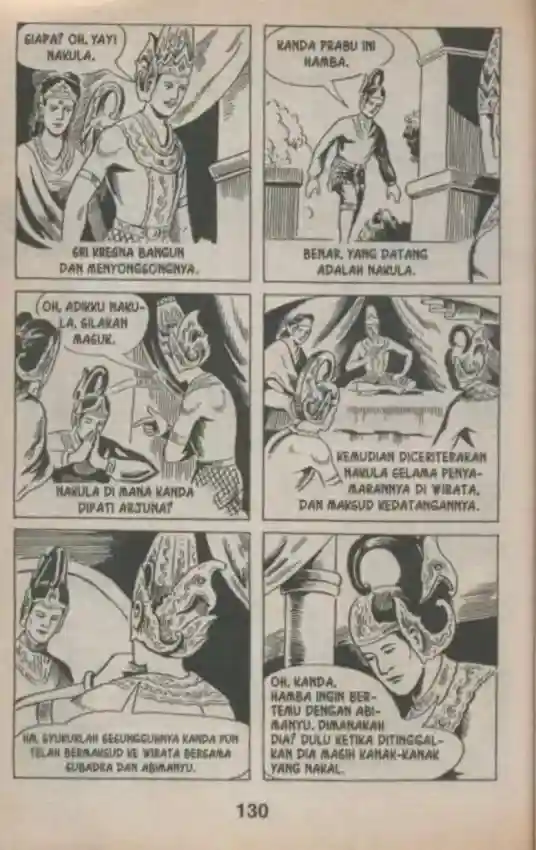 SIAPA? OH, YAYI
NAKULA.
SRI KRESNA BANGUN
DAN MENYONGSONGNYA.
KANDA PRABU INI
HAMBA.
BENAR, YANG DATANG
ADALAH NAKULA.
OH, ADIKKU NAKU-
LA, SILAKAN
MASUK.
NAKULA DI MANA KANDA
DIPATI ARJUNA?
KEMUDIAN DICERITERAKAN
NAKULA SELAMA PENYA-
MARANNYA DI WIRATA,
DAN MAKSUD KEDATANGANNYA.
HM, SYUKURLAH SESUNGGUHNYA KANDA PUN
TELAH BERMAKSUD KE WIRATA BERSAMA
SUBADRA DAN ABIMANYU.
OH, KANDA,
HAMBA INGIN BER-
TEMU DENGAN ABI-
MANYU. DIMANAKAH
DIA? DULU KETIKA DITINGGAL-
KAN DIA MASIH KANAK-KANAK
YANG NAKAL.
130